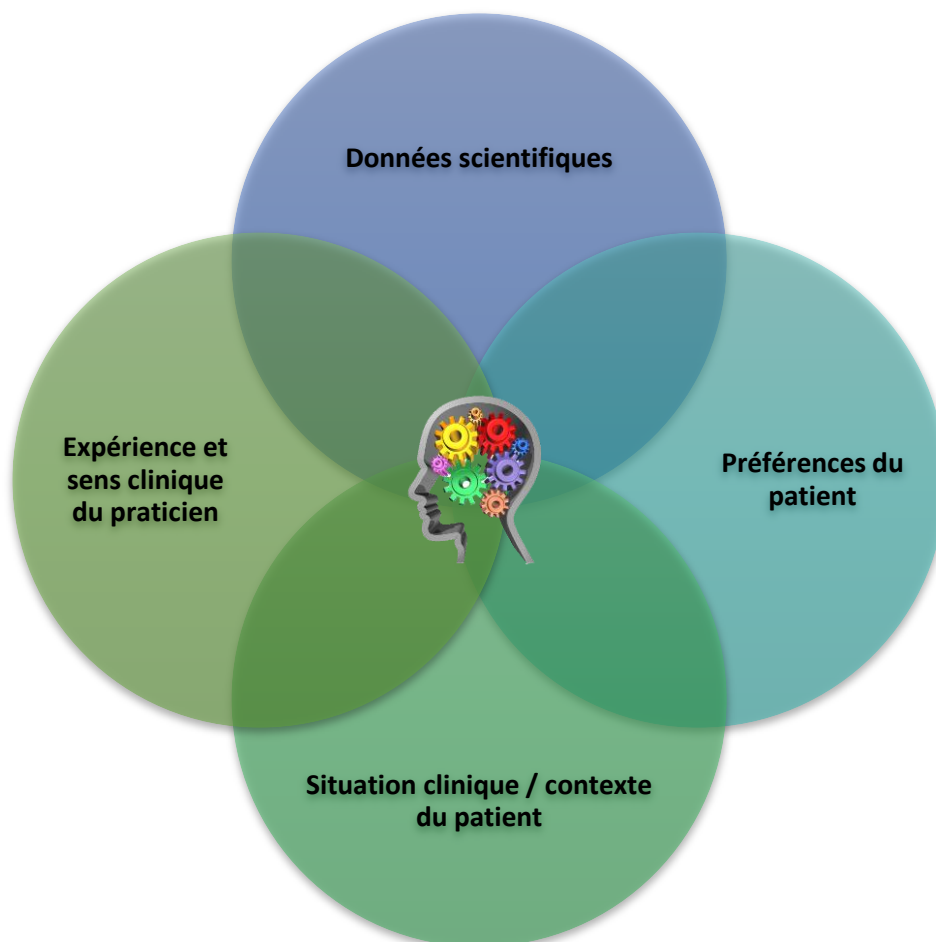 Données scientifiques
Expérience et
sens clinique
du praticien
Préférences du
patient
Situation clinique / contexte
du patient